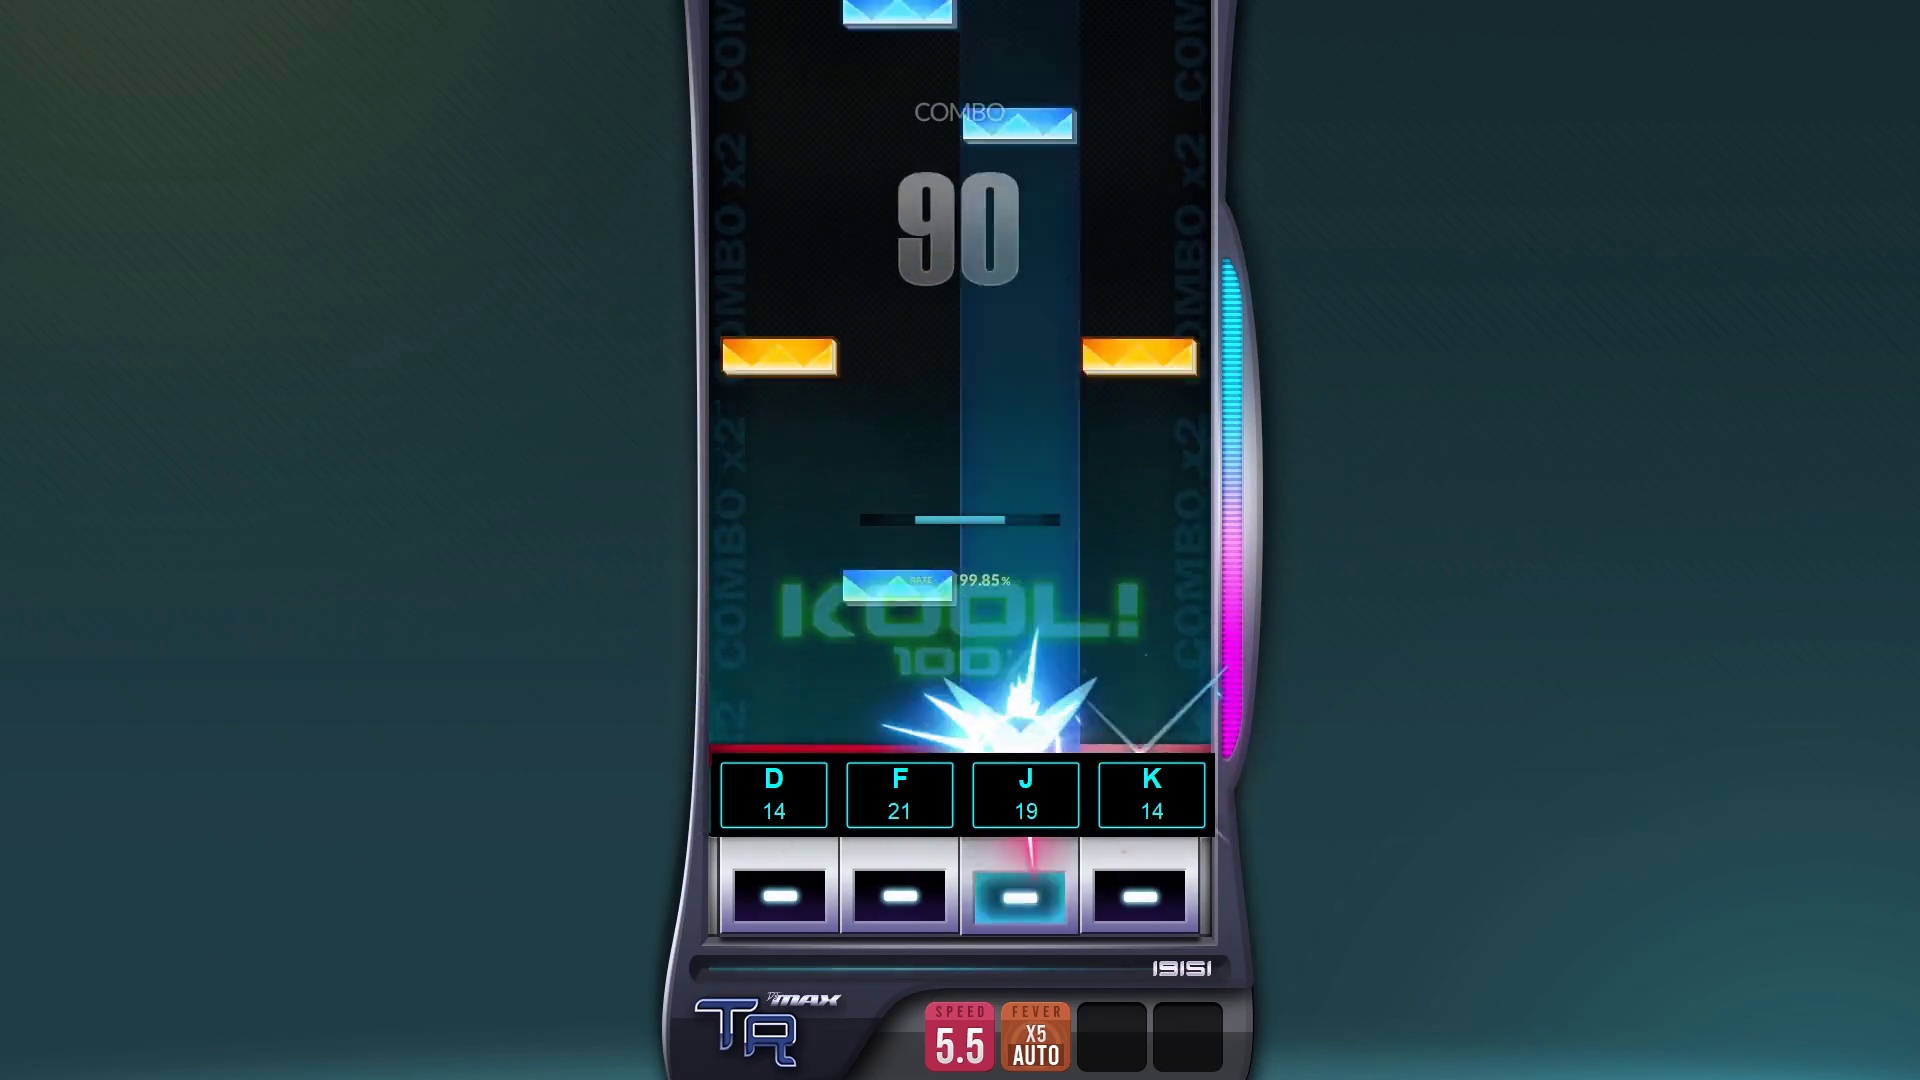 COMBO
90
COMBO x2 COMBO x2
COMBO x2 COMBO x2
COMBO x2 COMBO x2
RATE 99.85%
KOOL!
100%
D F J K
14 21 19 14
19151
MAX
TR
SPEED FEVER
5.5 X5
AUTO